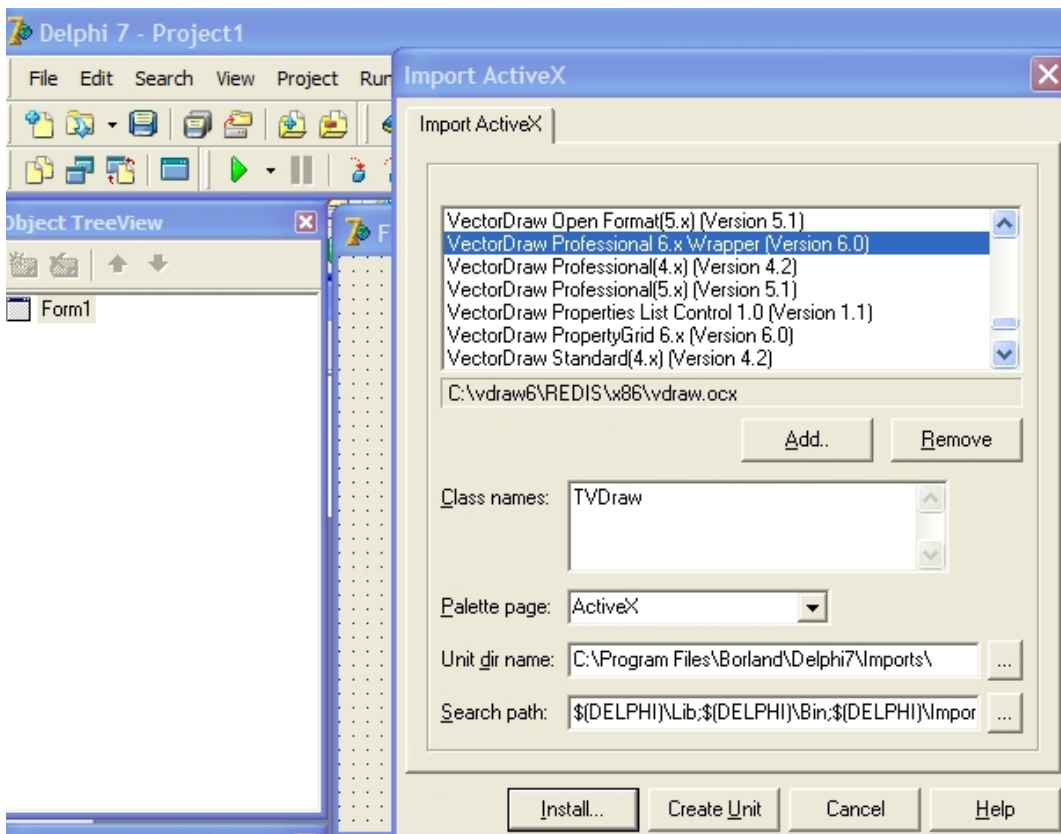 Delphi 7 - Project1
File Edit Search View Project Run
Object TreeView
Form1
F
Import ActiveX
Import ActiveX
VectorDraw Open Format(5.x) (Version 5.1)
VectorDraw Professional 6.x Wrapper (Version 6.0)
VectorDraw Professional(4.x) (Version 4.2)
VectorDraw Professional(5.x) (Version 5.1)
VectorDraw Properties List Control 1.0 (Version 1.1)
VectorDraw PropertyGrid 6.x (Version 6.0)
VectorDraw Standard(4.x) (Version 4.2)
C:\vdraw6\REDIS\x86\vdraw.ocx
Add.. Remove
Class names: TVDraw
Palette page: ActiveX
Unit dir name: C:\Program Files\Borland\Delphi7\Imports\ ...
Search path: $(DELPHI)\Lib;$(DELPHI)\Bin;$(DELPHI)\Impor ...
Install... Create Unit Cancel Help